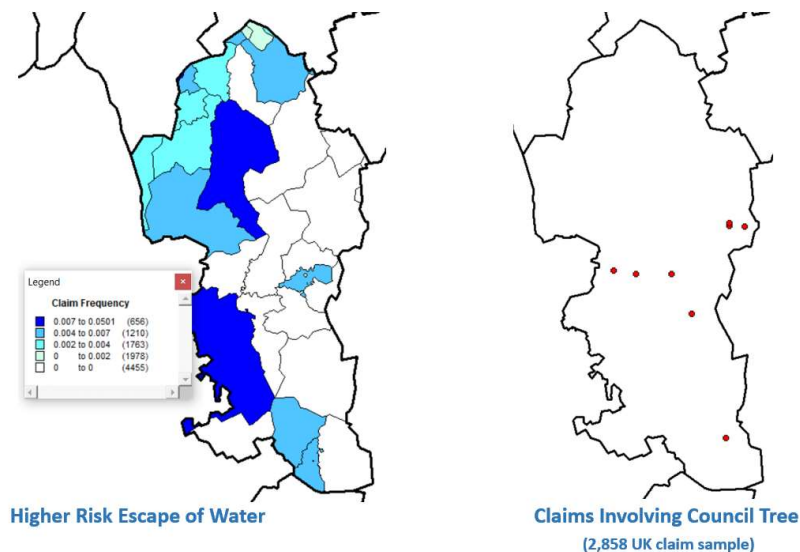 Legend
Claim Frequency
0.007 to 0.0501 (656)
0.004 to 0.007 (1210)
0.002 to 0.004 (1763)
0 to 0.002 (1978)
0 to 0 (4455)
Higher Risk Escape of Water
Claims Involving Council Tree
(2,858 UK claim sample)